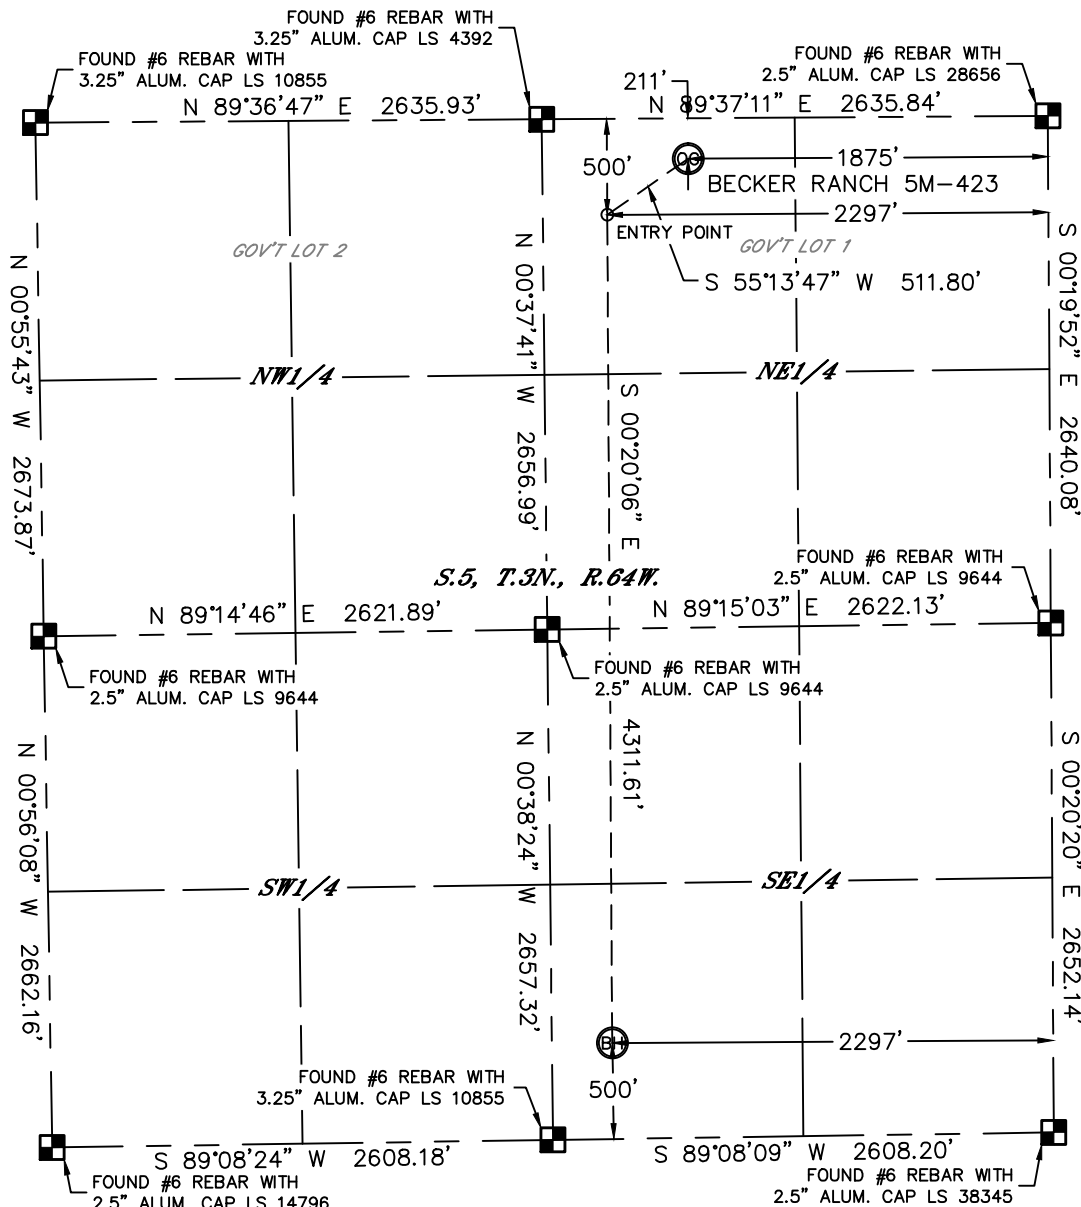 FOUND #6 REBAR WITH
3.25" ALUM. CAP LS 4392
FOUND #6 REBAR WITH
3.25" ALUM. CAP LS 10855
FOUND #6 REBAR WITH
2.5" ALUM. CAP LS 28656
N 89°36'47" E 2635.93'
211'
N 89°37'11" E 2635.84'
500'
OG
1875'
BECKER RANCH 5M-423
2297'
ENTRY POINT
GOV'T LOT 2
GOV'T LOT 1
S 55°13'47" W 511.80'
N 00°55'43" W 2673.87'
N 00°37'41" W 2656.99'
S 00°20'06" E
S 00°19'52" E 2640.08'
NW1/4
NE1/4
S.5, T.3N., R.64W.
FOUND #6 REBAR WITH
2.5" ALUM. CAP LS 9644
N 89°14'46" E 2621.89'
N 89°15'03" E 2622.13'
FOUND #6 REBAR WITH
2.5" ALUM. CAP LS 9644
FOUND #6 REBAR WITH
2.5" ALUM. CAP LS 9644
N 00°56'08" W 2662.16'
N 00°38'24" W 2657.32'
4311.61'
S 00°20'20" E 2652.14'
SW1/4
SE1/4
BH
2297'
500'
FOUND #6 REBAR WITH
3.25" ALUM. CAP LS 10855
S 89°08'24" W 2608.18'
S 89°08'09" W 2608.20'
FOUND #6 REBAR WITH
2.5" ALUM. CAP LS 14796
FOUND #6 REBAR WITH
2.5" ALUM. CAP LS 38345